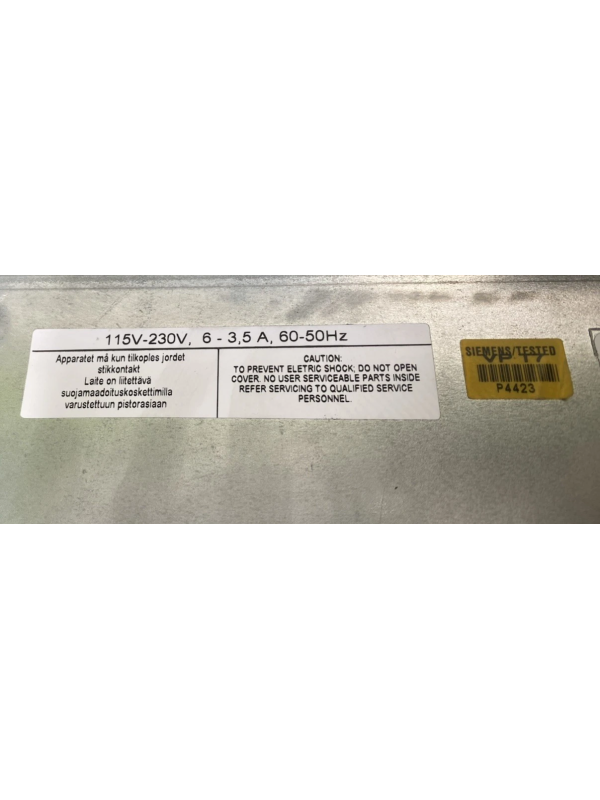 115V-230V, 6 - 3,5 A, 60-50Hz
Apparatet må kun tilkoples jordet
stikkontakt
Laite on liitettävä
suojamaadoituskoskettimilla
varustettuun pistorasiaan
CAUTION:
TO PREVENT ELETRIC SHOCK; DO NOT OPEN
COVER. NO USER SERVICEABLE PARTS INSIDE
REFER SERVICING TO QUALIFIED SERVICE
PERSONNEL.
SIEMENS/TESTED
VP 17
P4423